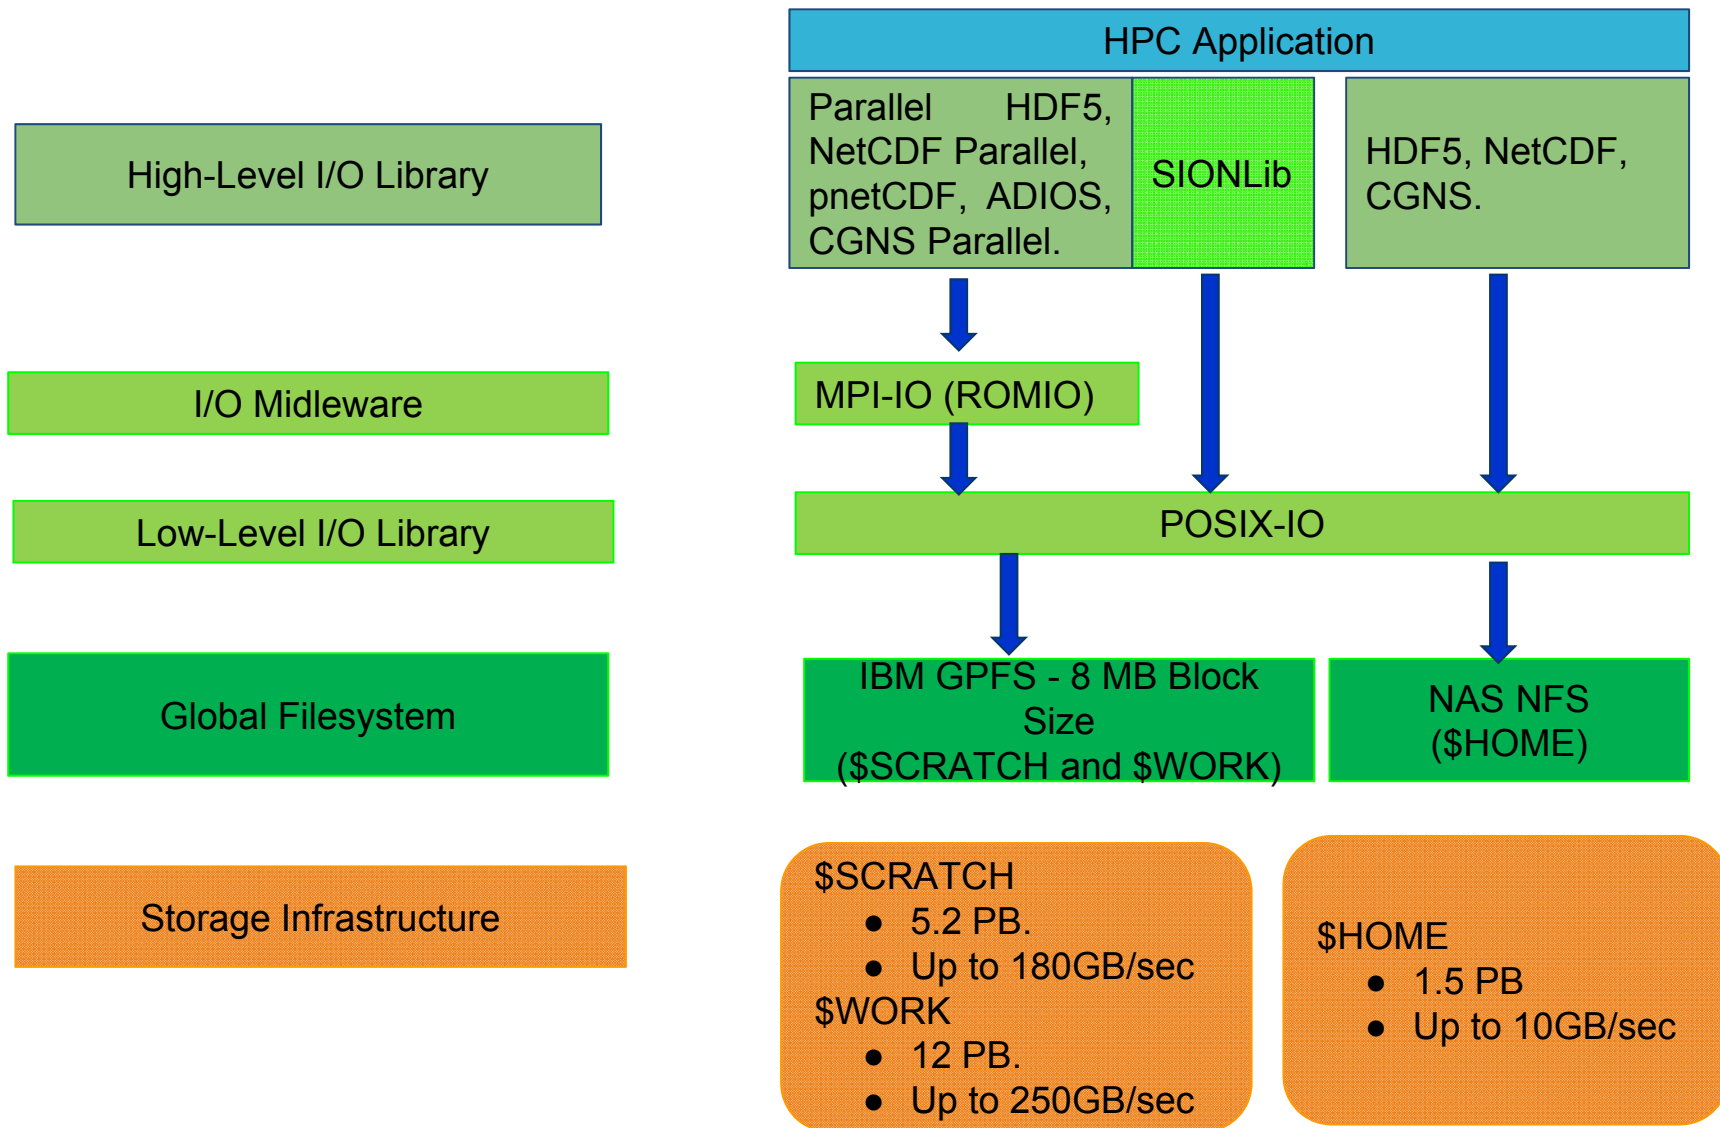 HPC Application
High-Level I/O Library
Parallel HDF5,
NetCDF Parallel,
pnetCDF, ADIOS,
CGNS Parallel.
SIONLib
HDF5, NetCDF,
CGNS.
I/O Midleware
MPI-IO (ROMIO)
Low-Level I/O Library
POSIX-IO
Global Filesystem
IBM GPFS - 8 MB Block
Size
($SCRATCH and $WORK)
NAS NFS
($HOME)
Storage Infrastructure
$SCRATCH
● 5.2 PB.
● Up to 180GB/sec
$WORK
● 12 PB.
● Up to 250GB/sec
$HOME
● 1.5 PB
● Up to 10GB/sec